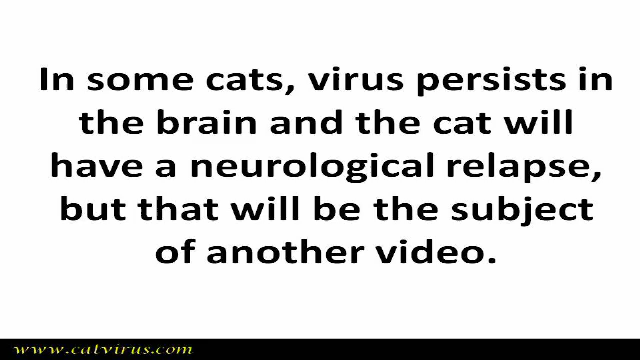 In some cats, virus persists in
the brain and the cat will
have a neurological relapse,
but that will be the subject
of another video.
www.catvirus.com